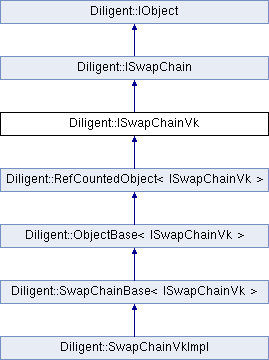 Diligent::IObject
Diligent::ISwapChain
Diligent::ISwapChainVk
Diligent::RefCountedObject< ISwapChainVk >
Diligent::ObjectBase< ISwapChainVk >
Diligent::SwapChainBase< ISwapChainVk >
Diligent::SwapChainVkImpl